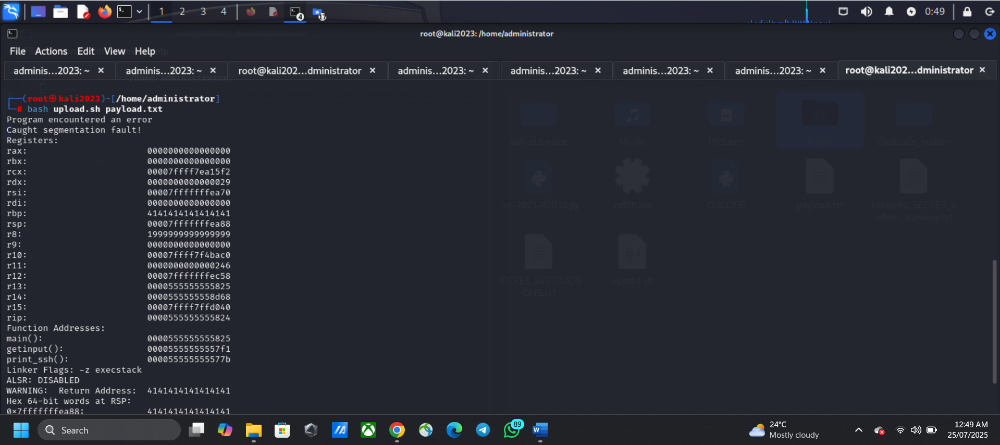 1 2 3 4
4
17
0:49
root@kali2023: /home/administrator
File Actions Edit View Help
adminis...2023: ~ × adminis...2023: ~ × root@kali202...dministrator × adminis...2023: ~ × adminis...2023: ~ × adminis...2023: ~ × adminis...2023: ~ × root@kali202...dministrator ×
┌──(root㉿kali2023)-[/home/administrator]
└─# bash upload.sh payload.txt
Program encountered an error
Caught segmentation fault!
Registers:
rax: 0000000000000000
rbx: 0000000000000000
rcx: 00007ffff7ea15f2
rdx: 0000000000000029
rsi: 00007fffffffea70
rdi: 0000000000000000
rbp: 4141414141414141
rsp: 00007fffffffea88
r8: 1999999999999999
r9: 0000000000000000
r10: 00007ffff7f4bac0
r11: 0000000000000246
r12: 00007fffffffec58
r13: 0000555555555825
r14: 0000555555558d68
r15: 00007ffff7ffd040
rip: 0000555555555824
Function Addresses:
main(): 0000555555555825
getinput(): 00005555555557f1
print_ssh(): 000055555555577b
Linker Flags: -z execstack
ALSR: DISABLED
WARNING: Return Address: 4141414141414141
Hex 64-bit words at RSP:
0x7fffffffea88: 4141414141414141
kali-autopilot Music Pictures Public shellcode_builder
cve-2021-42013.py exfiltrate OGCODE payload.txt received_SECRET_b
eilder_banking.txt
SECRET_INSTRUCTI
ONS.txt
upload.sh
Search
89
24°C
Mostly cloudy
12:49 AM
25/07/2025